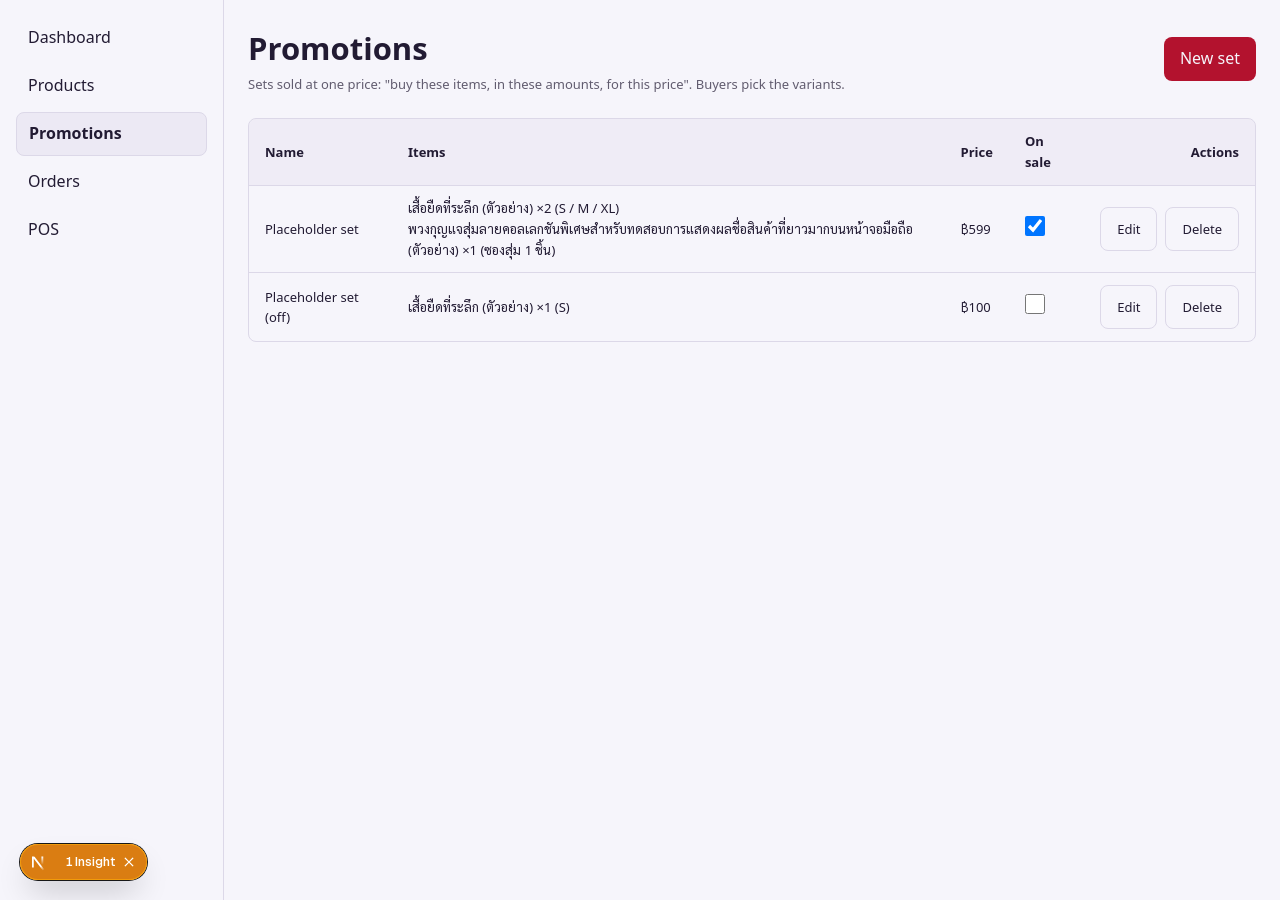 Dashboard
Products
Promotions
Orders
POS
Promotions
Sets sold at one price: "buy these items, in these amounts, for this price". Buyers pick the variants.
New set
Name
Items
Price
On
sale
Actions
Placeholder set
เสื้อยืดที่ระลึก (ตัวอย่าง) ×2 (S / M / XL)
พวงกุญแจสุ่มลายคอลเลกชันพิเศษสำหรับทดสอบการแสดงผลชื่อสินค้าที่ยาวมากบนหน้าจอมือถือ
(ตัวอย่าง) ×1 (ซองสุ่ม 1 ชิ้น)
฿599
Edit
Delete
Placeholder set
(off)
เสื้อยืดที่ระลึก (ตัวอย่าง) ×1 (S)
฿100
Edit
Delete
1 Insight